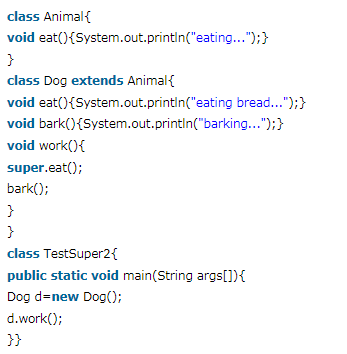 class Animal{
void eat(){System.out.println("eating...");}
}
class Dog extends Animal{
void eat(){System.out.println("eating bread...");}
void bark(){System.out.println("barking...");}
void work(){
super.eat();
bark();
}
}
class TestSuper2{
public static void main(String args[]){
Dog d=new Dog();
d.work();
}}